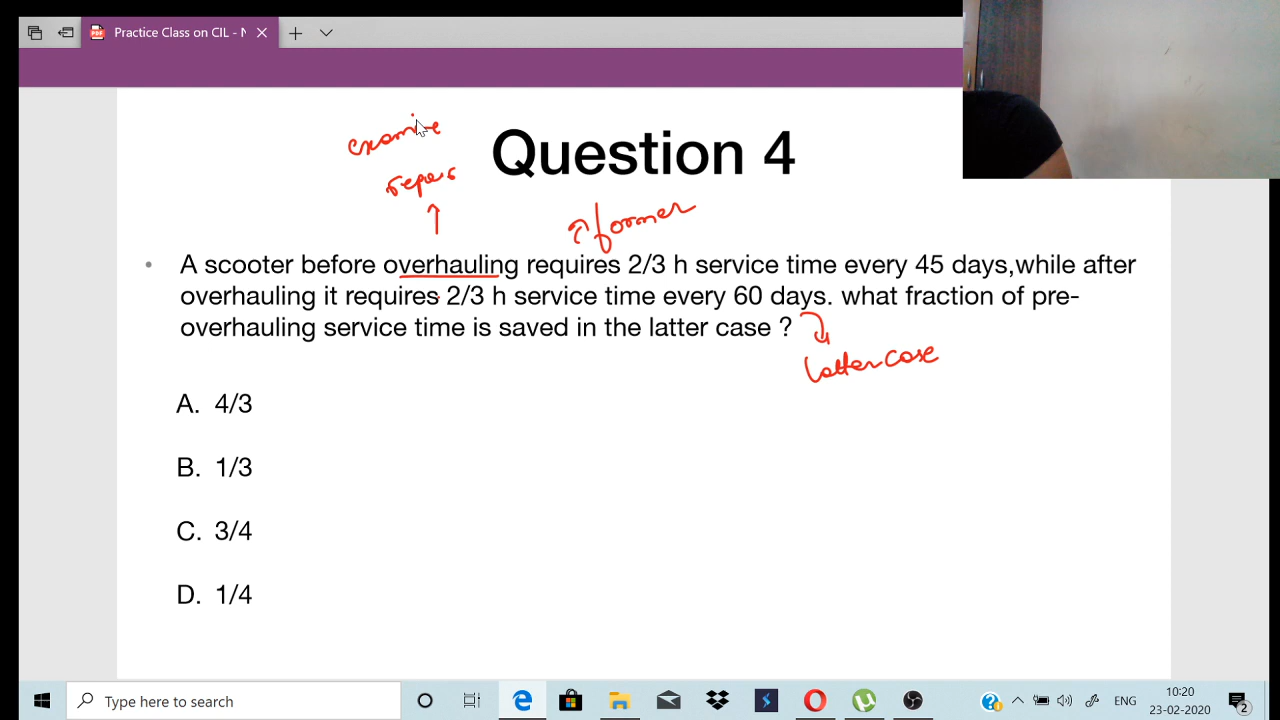 Practice Class on CIL - N
examine
Question 4
repair
former
• A scooter before overhauling requires 2/3 h service time every 45 days,while after
overhauling it requires 2/3 h service time every 60 days. what fraction of pre-
overhauling service time is saved in the latter case ?
latter case
A. 4/3
B. 1/3
C. 3/4
D. 1/4
Type here to search
ENG
10:20
23-02-2020
2